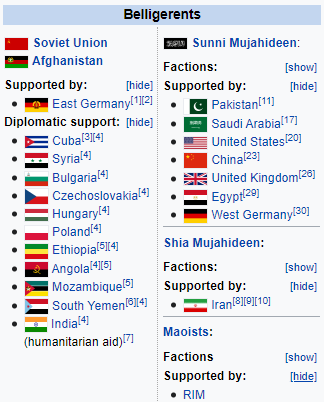 Belligerents
Soviet Union
Afghanistan
Supported by: [hide]
• East Germany[1][2]
Diplomatic support: [hide]
• Cuba[3][4]
• Syria[4]
• Bulgaria[4]
• Czechoslovakia[4]
• Hungary[4]
• Poland[4]
• Ethiopia[5][4]
• Angola[4][5]
• Mozambique[5]
• South Yemen[6][4]
• India[4]
(humanitarian aid)[7]
Sunni Mujahideen:
Factions: [show]
Supported by: [hide]
• Pakistan[11]
• Saudi Arabia[17]
• United States[20]
• China[23]
• United Kingdom[26]
• Egypt[29]
• West Germany[30]
Shia Mujahideen:
Factions: [show]
Supported by: [hide]
• Iran[8][9][10]
Maoists:
Factions [show]
Supported by: [hide]
• RIM